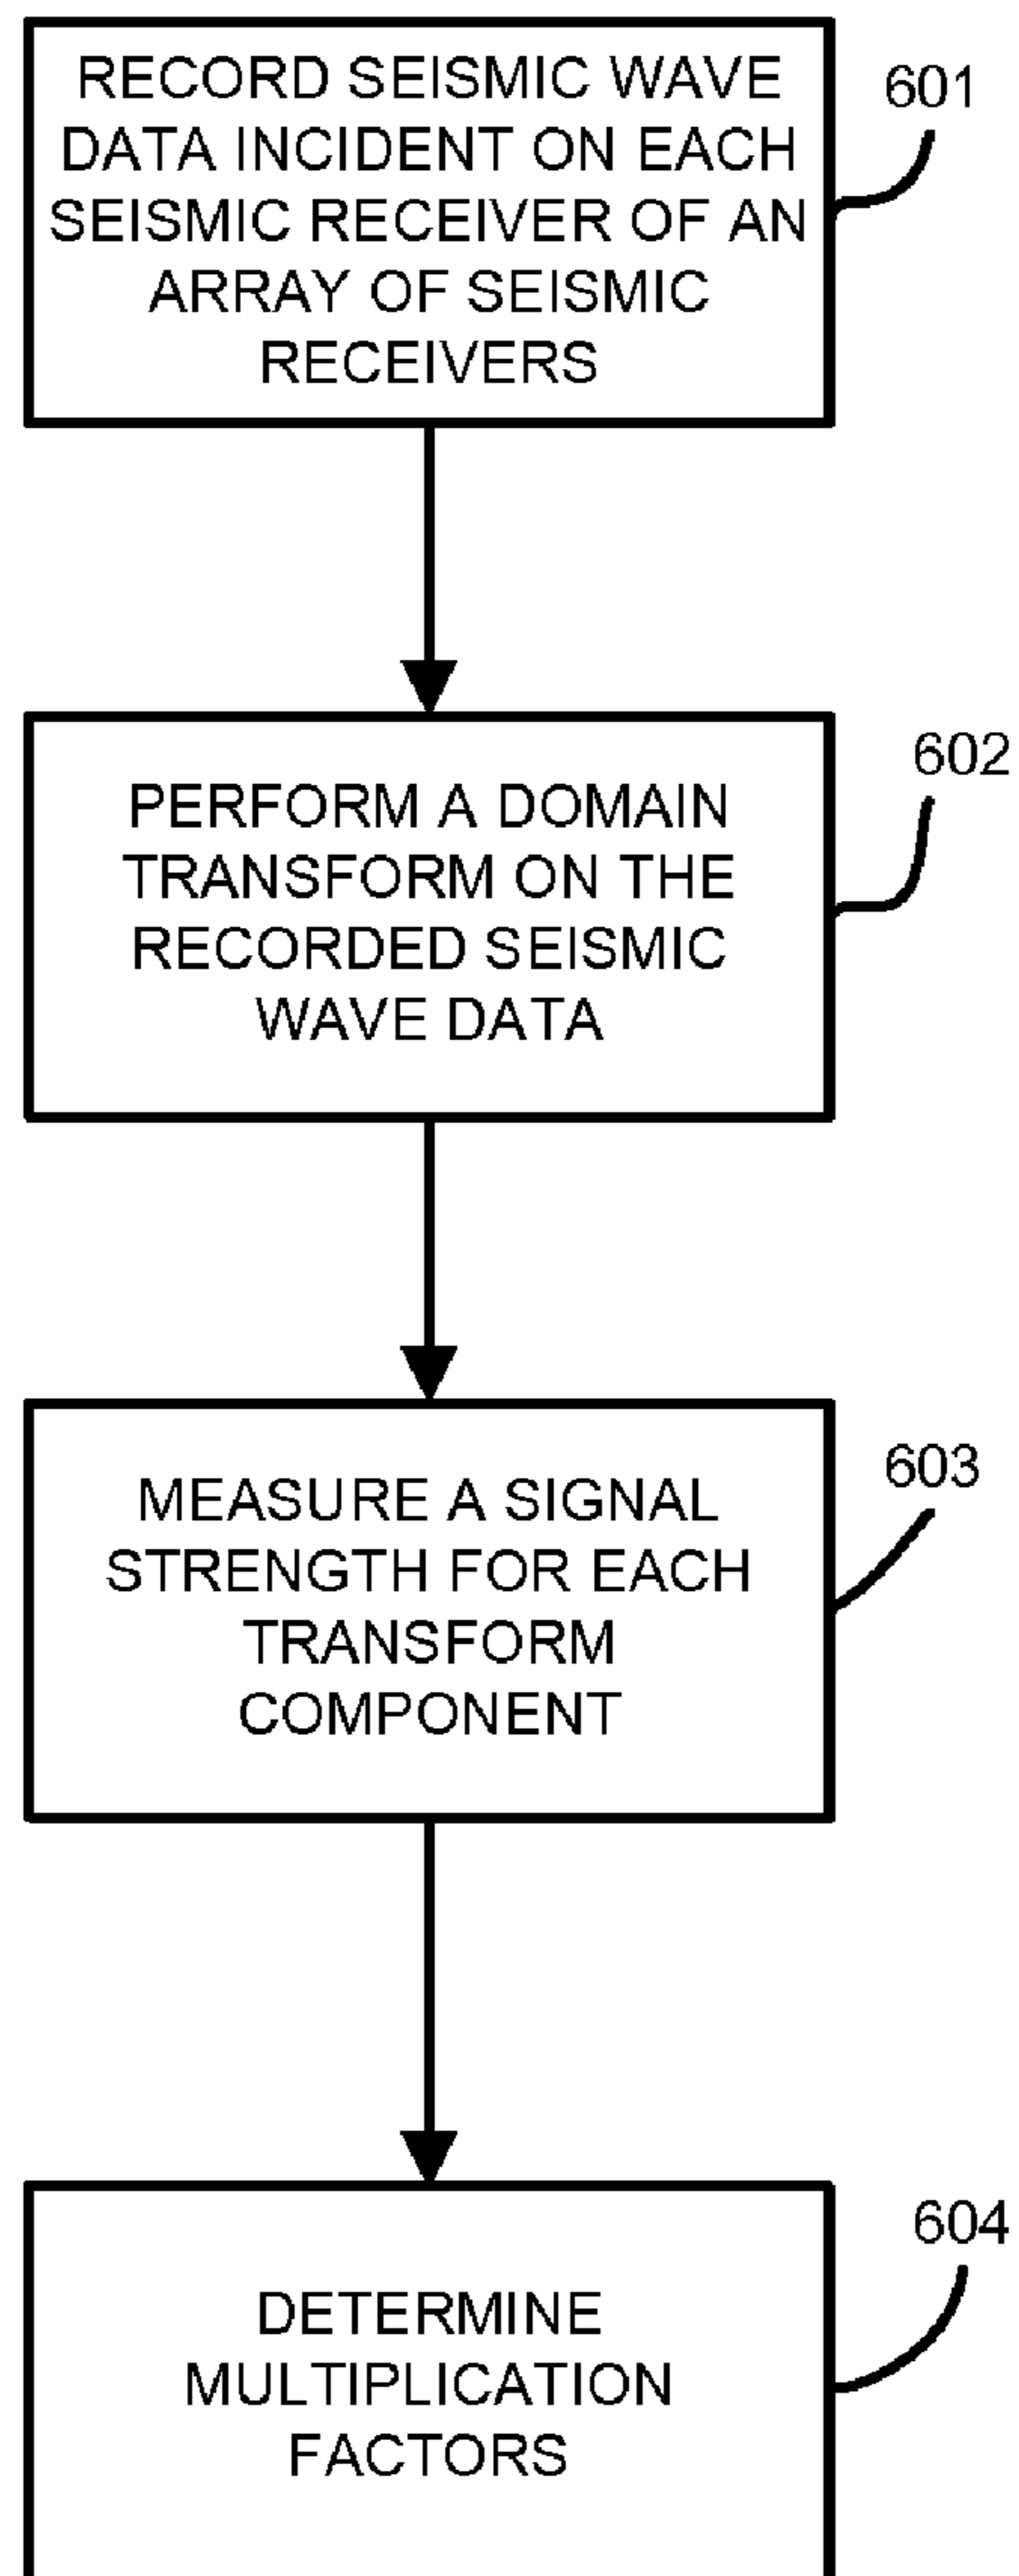 RECORD SEISMIC WAVE
DATA INCIDENT ON EACH
SEISMIC RECEIVER OF AN
ARRAY OF SEISMIC
RECEIVERS
601
PERFORM A DOMAIN
TRANSFORM ON THE
RECORDED SEISMIC
WAVE DATA
602
MEASURE A SIGNAL
STRENGTH FOR EACH
TRANSFORM
COMPONENT
603
DETERMINE
MULTIPLICATION
FACTORS
604